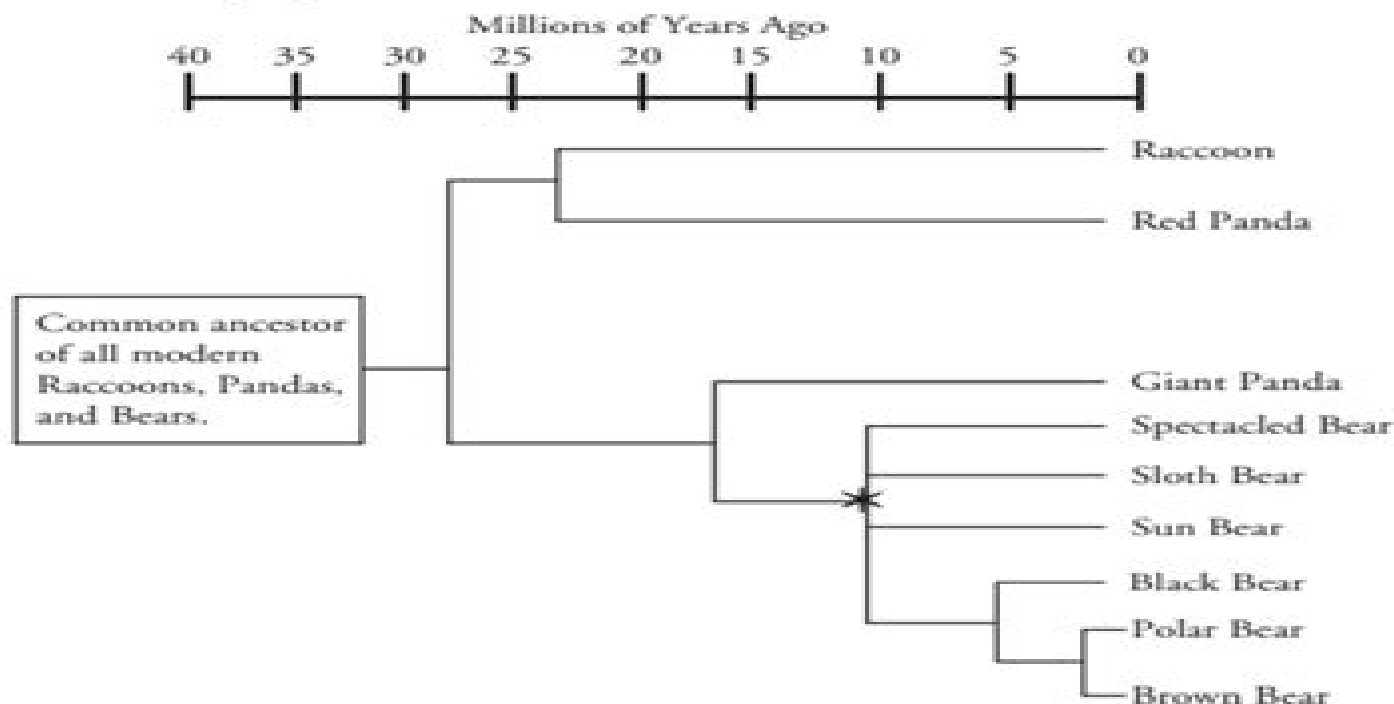 Millions of Years Ago
40 35 30 25 20 15 10 5 0
Raccoon
Red Panda
Common ancestor
of all modern
Raccoons, Pandas,
and Bears.
Giant Panda
Spectacled Bear
Sloth Bear
Sun Bear
Black Bear
Polar Bear
Brown Bear